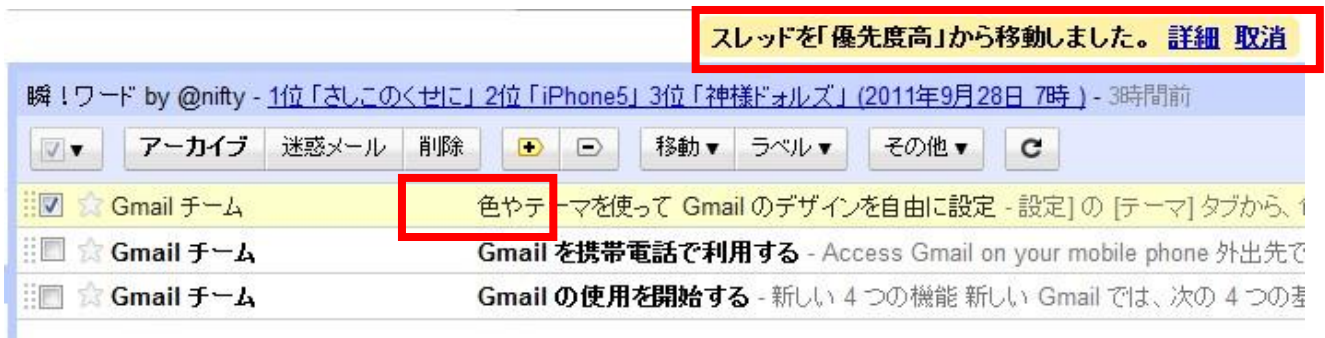 スレッドを「優先度高」から移動しました。 詳細 取消
瞬！ワード by @nifty - 1位「さしこのくせに」 2位「iPhone5」 3位「神様ドォルズ」 (2011年9月28日 7時 ) - 3時間前
アーカイブ 迷惑メール 削除 移動▼ ラベル▼ その他▼
Gmail チーム 色やテーマを使って Gmail のデザインを自由に設定 - 設定] の [テーマ] タブから、
Gmail チーム Gmail を携帯電話で利用する - Access Gmail on your mobile phone 外出先で
Gmail チーム Gmail の使用を開始する - 新しい 4 つの機能 新しい Gmail では、次の 4 つの基